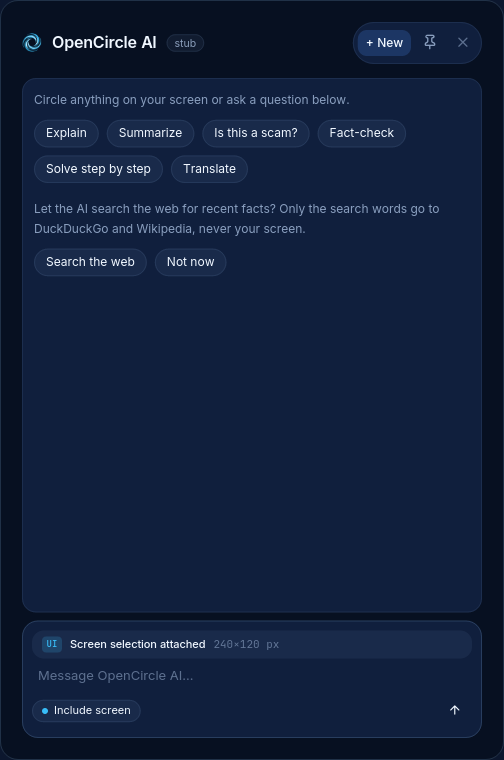 OpenCircle AI stub + New
Circle anything on your screen or ask a question below.
Explain Summarize Is this a scam? Fact-check
Solve step by step Translate
Let the AI search the web for recent facts? Only the search words go to
DuckDuckGo and Wikipedia, never your screen.
Search the web Not now
UI Screen selection attached 240×120 px
Message OpenCircle AI...
Include screen